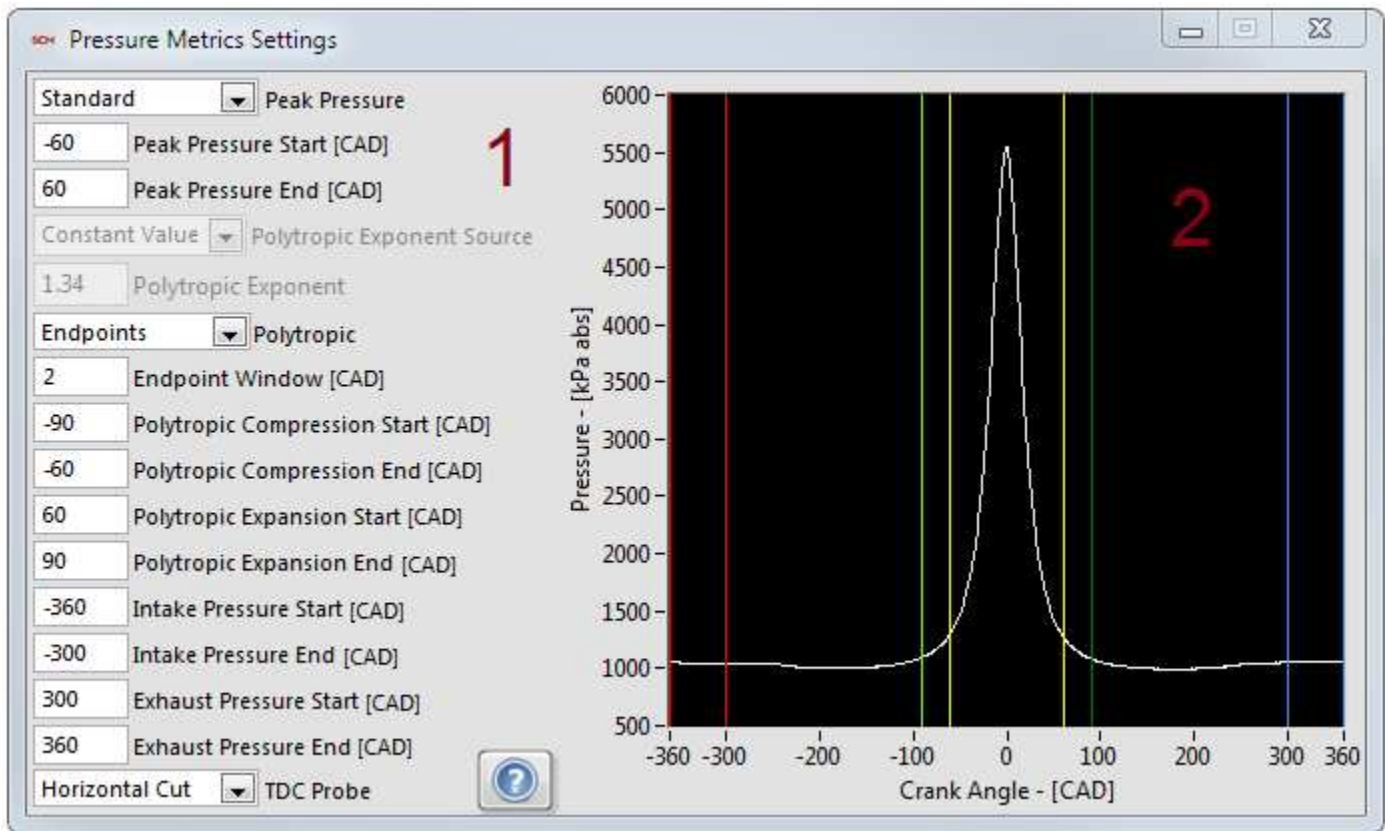 SCM Pressure Metrics Settings
Standard Peak Pressure
-60 Peak Pressure Start [CAD]
60 Peak Pressure End [CAD]
Constant Value Polytropic Exponent Source
1.34 Polytropic Exponent
Endpoints Polytropic
2 Endpoint Window [CAD]
-90 Polytropic Compression Start [CAD]
-60 Polytropic Compression End [CAD]
60 Polytropic Expansion Start [CAD]
90 Polytropic Expansion End [CAD]
-360 Intake Pressure Start [CAD]
-300 Intake Pressure End [CAD]
300 Exhaust Pressure Start [CAD]
360 Exhaust Pressure End [CAD]
Horizontal Cut TDC Probe
?
1
Pressure - [kPa abs]
6000
5500
5000
4500
4000
3500
3000
2500
2000
1500
1000
500
2
-360 -300 -200 -100 0 100 200 300 360
Crank Angle - [CAD]